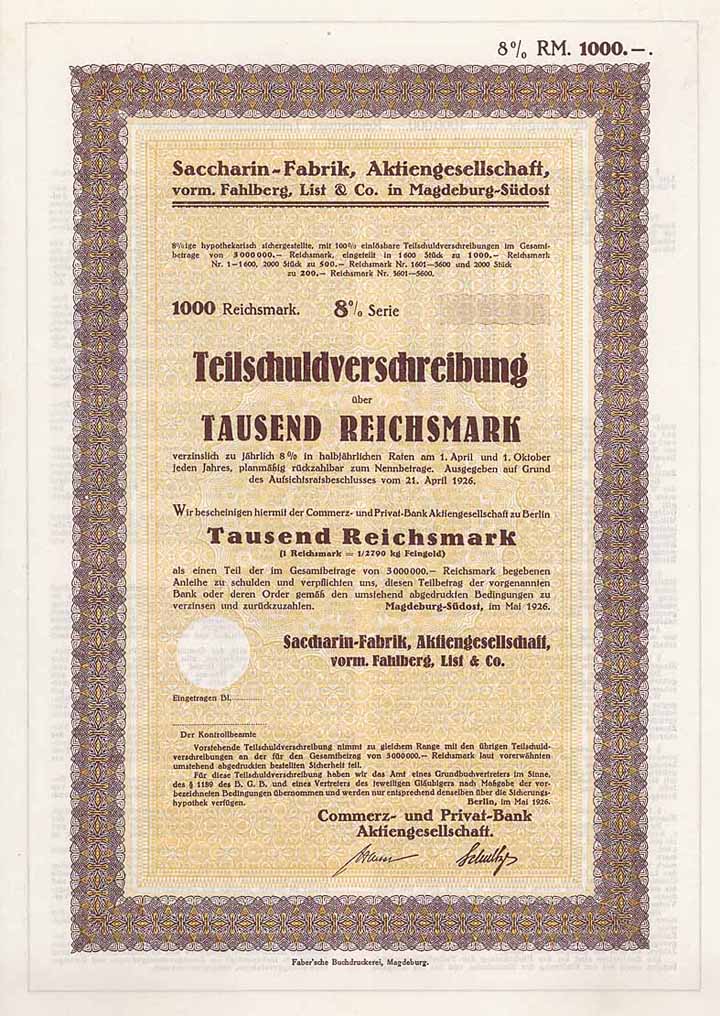 8% RM. 1000.–.
Saccharin-Fabrik, Aktiengesellschaft,
vorm. Fahlberg, List & Co. in Magdeburg-Südost
8%ige hypothekarisch sichergestellte, mit 100% einlösbare Teilschuldverschreibungen im Gesamt-
betrage von 3000000.– Reichsmark, eingeteilt in 1600 Stück zu 1000.– Reichsmark
Nr. 1–1600, 2000 Stück zu 500.– Reichsmark Nr. 1601–3600 und 2000 Stück
zu 200.– Reichsmark Nr. 3601–5600.
1000 Reichsmark. 8% Serie
Teilschuldverschreibung
über
TAUSEND REICHSMARK
verzinslich zu jährlich 8% in halbjährlichen Raten am 1. April und 1. Oktober
jeden Jahres, planmäßig rückzahlbar zum Nennbetrage. Ausgegeben auf Grund
des Aufsichtsratsbeschlusses vom 21. April 1926.
Wir bescheinigen hiermit der Commerz- und Privat-Bank Aktiengesellschaft zu Berlin
Tausend Reichsmark
(1 Reichsmark = 1/2790 kg Feingold)
als einen Teil der im Gesamtbetrage von 3000000.– Reichsmark begebenen
Anleihe zu schulden und verpflichten uns, diesen Teilbetrag der vorgenannten
Bank oder deren Order gemäß den umstehend abgedruckten Bedingungen zu
verzinsen und zurückzuzahlen. Magdeburg-Südost, im Mai 1926.
Saccharin-Fabrik, Aktiengesellschaft,
vorm. Fahlberg, List & Co.
Eingetragen Bl.
Der Kontrollbeamte
Vorstehende Teilschuldverschreibung nimmt zu gleichem Range mit den übrigen Teilschuld-
verschreibungen an der für den Gesamtbetrag von 3000000.– Reichsmark laut vorerwähnten
umstehend abgedruckten bestellten Sicherheit teil.
Für diese Teilschuldverschreibung haben wir das Amt eines Grundbuchvertreters im Sinne
des § 1189 des B. G. B. und eines Vertreters des jeweiligen Gläubigers nach Maßgabe der vor-
bezeichneten Bedingungen übernommen und werden nur entsprechend denselben über die Sicherungs-
hypothek verfügen. Berlin, im Mai 1926.
Commerz- und Privat-Bank
Aktiengesellschaft.
Faber'sche Buchdruckerei, Magdeburg.